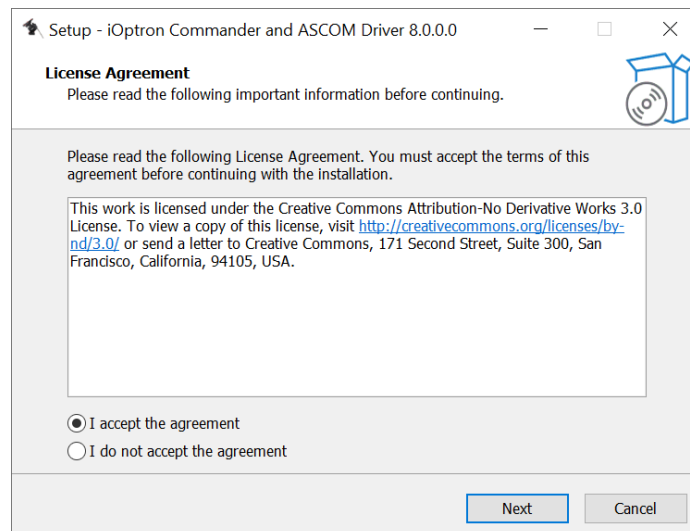 Setup - iOptron Commander and ASCOM Driver 8.0.0.0
License Agreement
Please read the following important information before continuing.
Please read the following License Agreement. You must accept the terms of this
agreement before continuing with the installation.
This work is licensed under the Creative Commons Attribution-No Derivative Works 3.0
License. To view a copy of this license, visit http://creativecommons.org/licenses/by-
nd/3.0/ or send a letter to Creative Commons, 171 Second Street, Suite 300, San
Francisco, California, 94105, USA.
I accept the agreement
I do not accept the agreement
Next Cancel